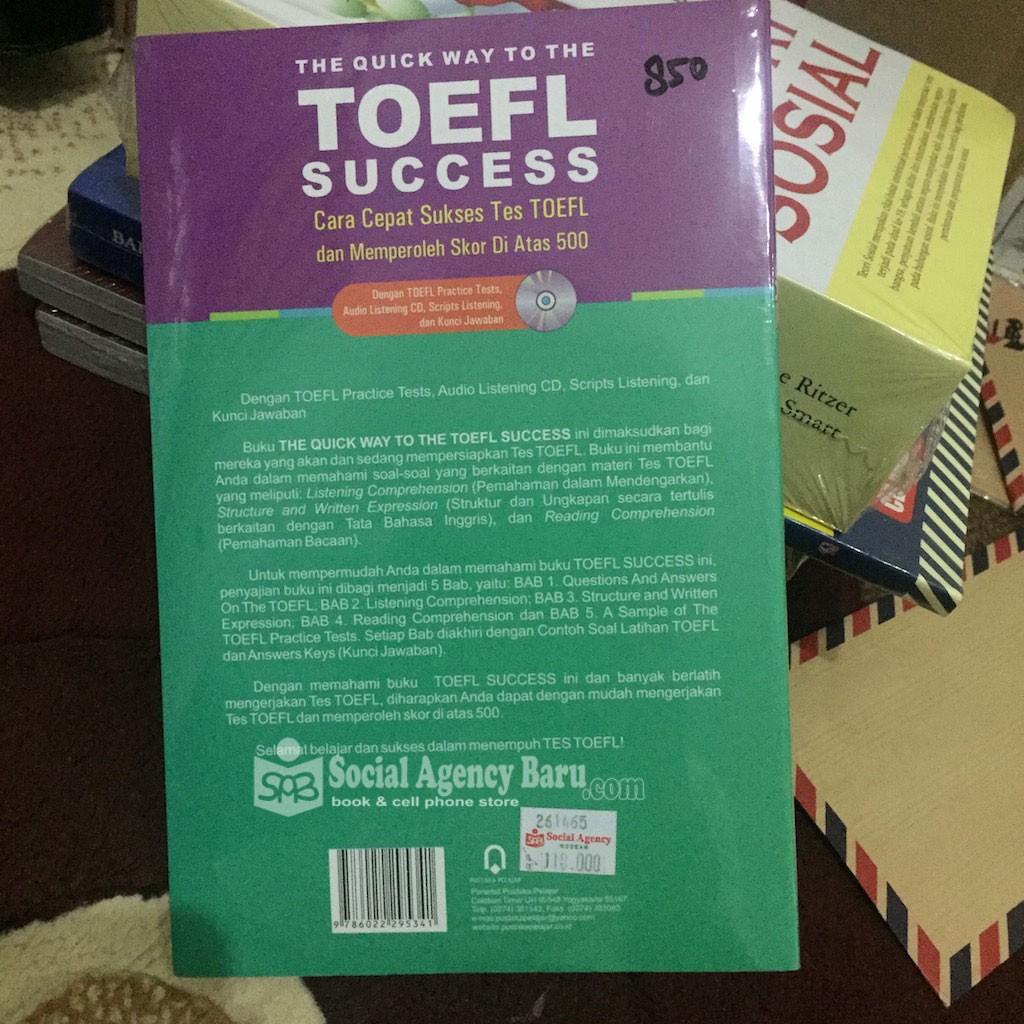 THE QUICK WAY TO THE
850
TOEFL
SUCCESS
Cara Cepat Sukses Tes TOEFL
dan Memperoleh Skor Di Atas 500
Dengan TOEFL Practice Tests,
Audio Listening CD, Scripts Listening,
dan Kunci Jawaban
Dengan TOEFL Practice Tests, Audio Listening CD, Scripts Listening, dan
Kunci Jawaban
Buku THE QUICK WAY TO THE TOEFL SUCCESS ini dimaksudkan bagi
mereka yang akan dan sedang mempersiapkan Tes TOEFL. Buku ini membantu
Anda dalam memahami soal-soal yang berkaitan dengan materi Tes TOEFL
yang meliputi: Listening Comprehension (Pemahaman dalam Mendengarkan),
Structure and Written Expression (Struktur dan Ungkapan secara tertulis
berkaitan dengan Tata Bahasa Inggris), dan Reading Comprehension
(Pemahaman Bacaan).
Untuk mempermudah Anda dalam memahami buku TOEFL SUCCESS ini,
penyajian buku ini dibagi menjadi 5 Bab, yaitu: BAB 1. Questions And Answers
On The TOEFL; BAB 2. Listening Comprehension; BAB 3. Structure and Written
Expression; BAB 4. Reading Comprehension dan BAB 5. A Sample of The
TOEFL Practice Tests. Setiap Bab diakhiri dengan Contoh Soal Latihan TOEFL
dan Answers Keys (Kunci Jawaban).
Dengan memahami buku TOEFL SUCCESS ini dan banyak berlatih
mengerjakan Tes TOEFL, diharapkan Anda dapat dengan mudah mengerjakan
Tes TOEFL dan memperoleh skor di atas 500.
Selamat belajar dan sukses dalam menempuh TES TOEFL!
Social Agency Baru.com
book & cell phone store
261465
Social Agency
110.000
9 786022 295341
PUSTAKA PELAJAR
Penerbit Pustaka Pelajar
SOSIAL
Ritzer
Smart